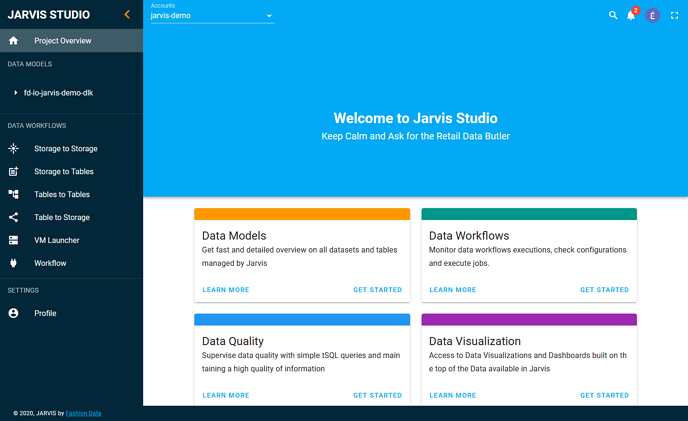 JARVIS STUDIO
Project Overview
DATA MODELS
fd-io-jarvis-demo-dlk
DATA WORKFLOWS
Storage to Storage
Storage to Tables
Tables to Tables
Table to Storage
VM Launcher
Workflow
SETTINGS
Profile
© 2020, JARVIS by Fashion Data
Accounts
jarvis-demo
2
É
Welcome to Jarvis Studio
Keep Calm and Ask for the Retail Data Butler
Data Models
Get fast and detailed overview on all datasets and tables
managed by Jarvis
LEARN MORE
GET STARTED
Data Workflows
Monitor data workflows executions, check configurations
and execute jobs.
LEARN MORE
GET STARTED
Data Quality
Supervise data quality with simple tSQL queries and main
taining a high quality of information
LEARN MORE
GET STARTED
Data Visualization
Access to Data Visualizations and Dashboards built on th
e top of the Data available in Jarvis
LEARN MORE
GET STARTED